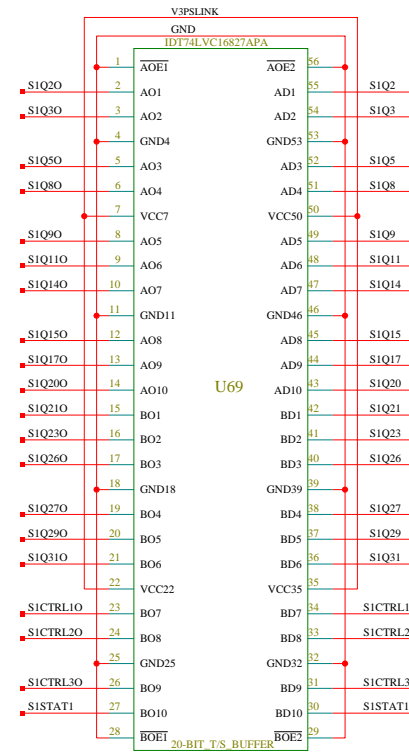 V3PSLINK
GND
IDT74LVC16827APA
1 AOE1 AOE2 56
S1Q2O 2 AO1 AD1 55 S1Q2
S1Q3O 3 AO2 AD2 54 S1Q3
4 GND4 GND53 53
S1Q5O 5 AO3 AD3 52 S1Q5
S1Q8O 6 AO4 AD4 51 S1Q8
7 VCC7 VCC50 50
S1Q9O 8 AO5 AD5 49 S1Q9
S1Q11O 9 AO6 AD6 48 S1Q11
S1Q14O 10 AO7 AD7 47 S1Q14
11 GND11 GND46 46
S1Q15O 12 AO8 AD8 45 S1Q15
S1Q17O 13 AO9 AD9 44 S1Q17
S1Q20O 14 AO10 AD10 43 S1Q20
U69
S1Q21O 15 BO1 BD1 42 S1Q21
S1Q23O 16 BO2 BD2 41 S1Q23
S1Q26O 17 BO3 BD3 40 S1Q26
18 GND18 GND39 39
S1Q27O 19 BO4 BD4 38 S1Q27
S1Q29O 20 BO5 BD5 37 S1Q29
S1Q31O 21 BO6 BD6 36 S1Q31
22 VCC22 VCC35 35
S1CTRL1O 23 BO7 BD7 34 S1CTRL1
S1CTRL2O 24 BO8 BD8 33 S1CTRL2
25 GND25 GND32 32
S1CTRL3O 26 BO9 BD9 31 S1CTRL3
S1STAT1 27 BO10 BD10 30 S1STAT1
28 BOE1 BOE2 29
20-BIT_T/S_BUFFER